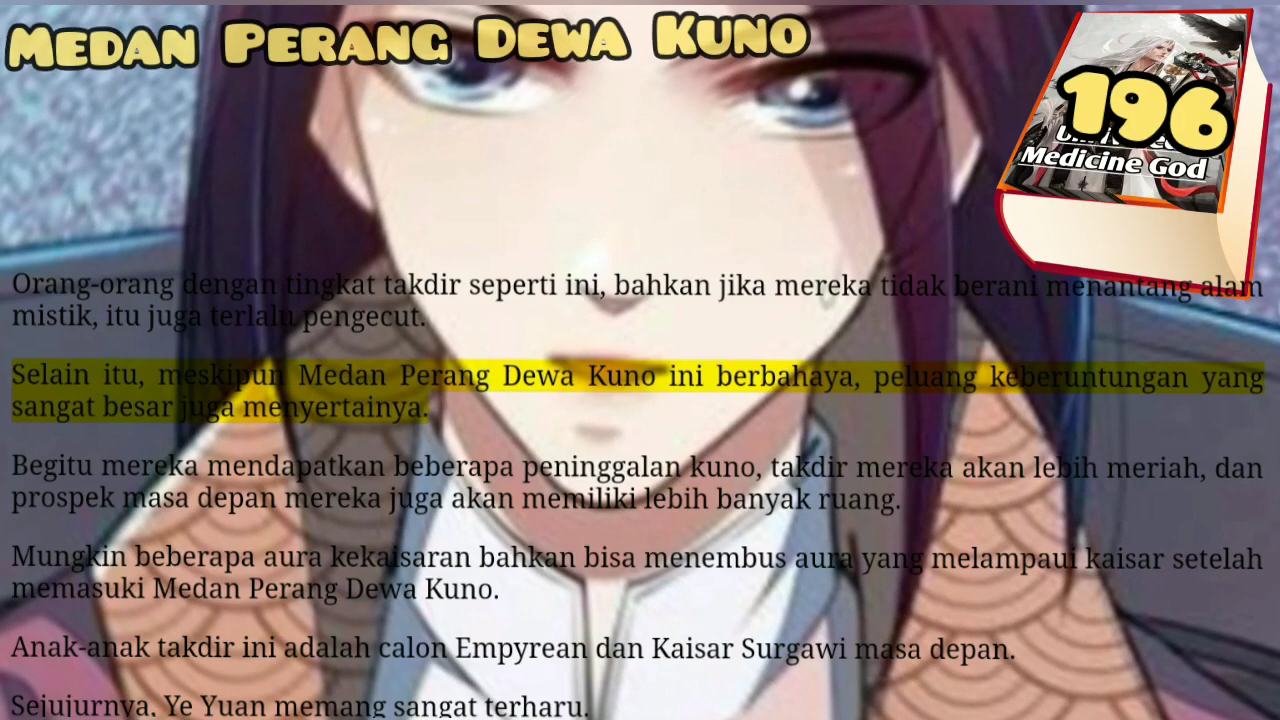 Medan Perang Dewa Kuno
196
Medicine God
Orang-orang dengan tingkat takdir seperti ini, bahkan jika mereka tidak berani menantang alam
mistik, itu juga terlalu pengecut.
Selain itu, meskipun Medan Perang Dewa Kuno ini berbahaya, peluang keberuntungan yang
sangat besar juga menyertainya.
Begitu mereka mendapatkan beberapa peninggalan kuno, takdir mereka akan lebih meriah, dan
prospek masa depan mereka juga akan memiliki lebih banyak ruang.
Mungkin beberapa aura kekaisaran bahkan bisa menembus aura yang melampaui kaisar setelah
memasuki Medan Perang Dewa Kuno.
Anak-anak takdir ini adalah calon Empyrean dan Kaisar Surgawi masa depan.
Sejujurnya, Ye Yuan memang sangat terharu.